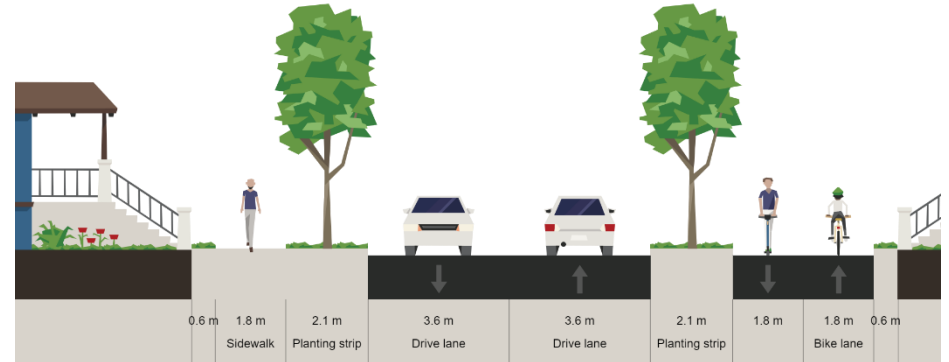 0.6 m 1.8 m 2.1 m 3.6 m 3.6 m 2.1 m 1.8 m 1.8 m 0.6 m
Sidewalk Planting strip Drive lane Drive lane Planting strip Bike lane